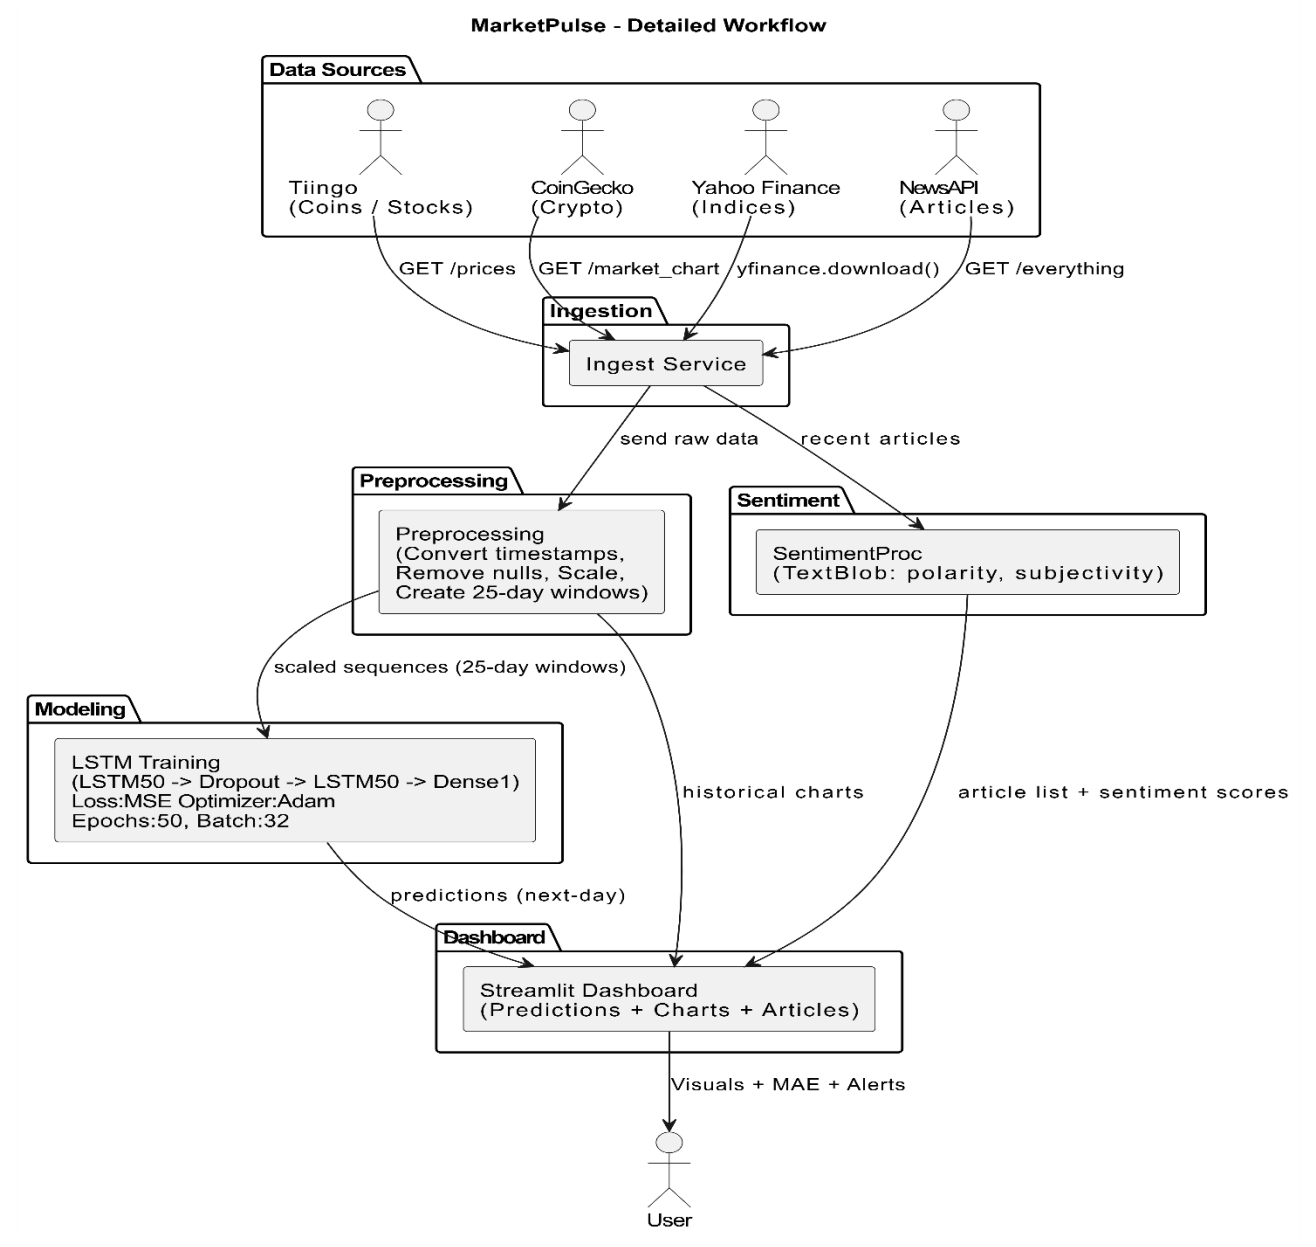 MarketPulse - Detailed Workflow
Data Sources
Tiingo
(Coins / Stocks)
CoinGecko
(Crypto)
Yahoo Finance
(Indices)
NewsAPI
(Articles)
GET /prices
GET /market_chart
yfinance.download()
GET /everything
Ingestion
Ingest Service
send raw data
recent articles
Preprocessing
Preprocessing
(Convert timestamps,
Remove nulls, Scale,
Create 25-day windows)
Sentiment
SentimentProc
(TextBlob: polarity, subjectivity)
scaled sequences (25-day windows)
Modeling
LSTM Training
(LSTM50 -> Dropout -> LSTM50 -> Dense1)
Loss:MSE Optimizer:Adam
Epochs:50, Batch:32
historical charts
article list + sentiment scores
predictions (next-day)
Dashboard
Streamlit Dashboard
(Predictions + Charts + Articles)
Visuals + MAE + Alerts
User